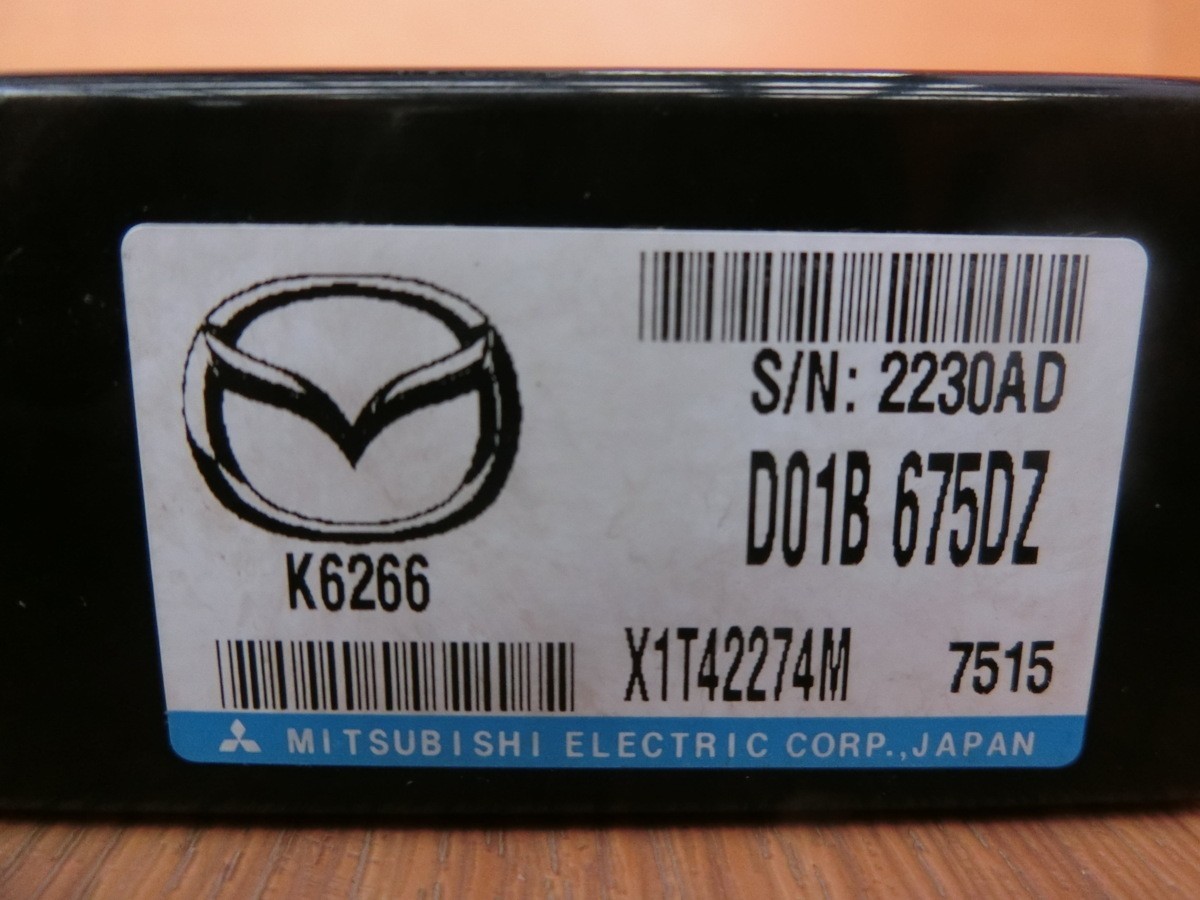 S/N: 2230AD
D01B 675DZ
K6266
X1T42274M 7515
MITSUBISHI ELECTRIC CORP.,JAPAN